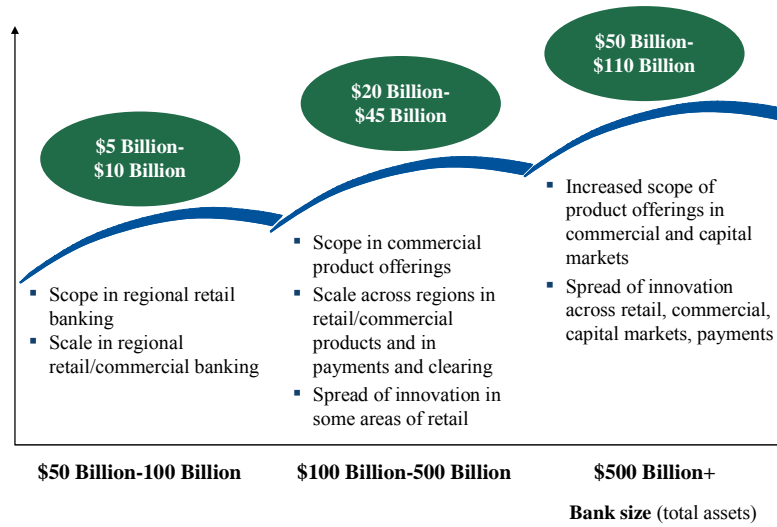 $50 Billion-
$110 Billion
$20 Billion-
$45 Billion
$5 Billion-
$10 Billion
▪ Scope in regional retail
banking
▪ Scale in regional
retail/commercial banking
▪ Scope in commercial
product offerings
▪ Scale across regions in
retail/commercial
products and in
payments and clearing
▪ Spread of innovation in
some areas of retail
▪ Increased scope of
product offerings in
commercial and capital
markets
▪ Spread of innovation
across retail, commercial,
capital markets, payments
$50 Billion-100 Billion
$100 Billion-500 Billion
$500 Billion+
Bank size (total assets)